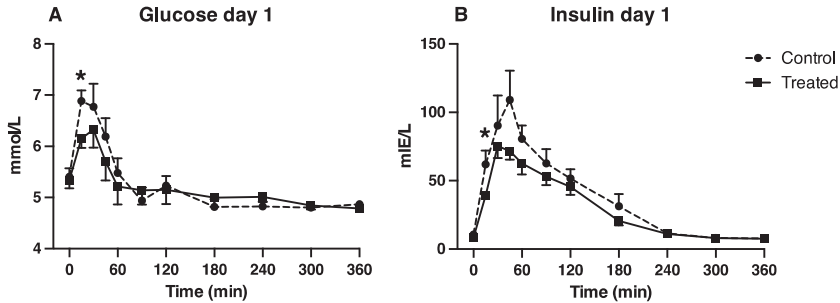 A Glucose day 1
mmol/L
8
7
6
5
4
*
0 60 120 180 240 300 360
Time (min)
B Insulin day 1
mIE/L
150
100
50
0
*
0 60 120 180 240 300 360
Time (min)
Control
Treated